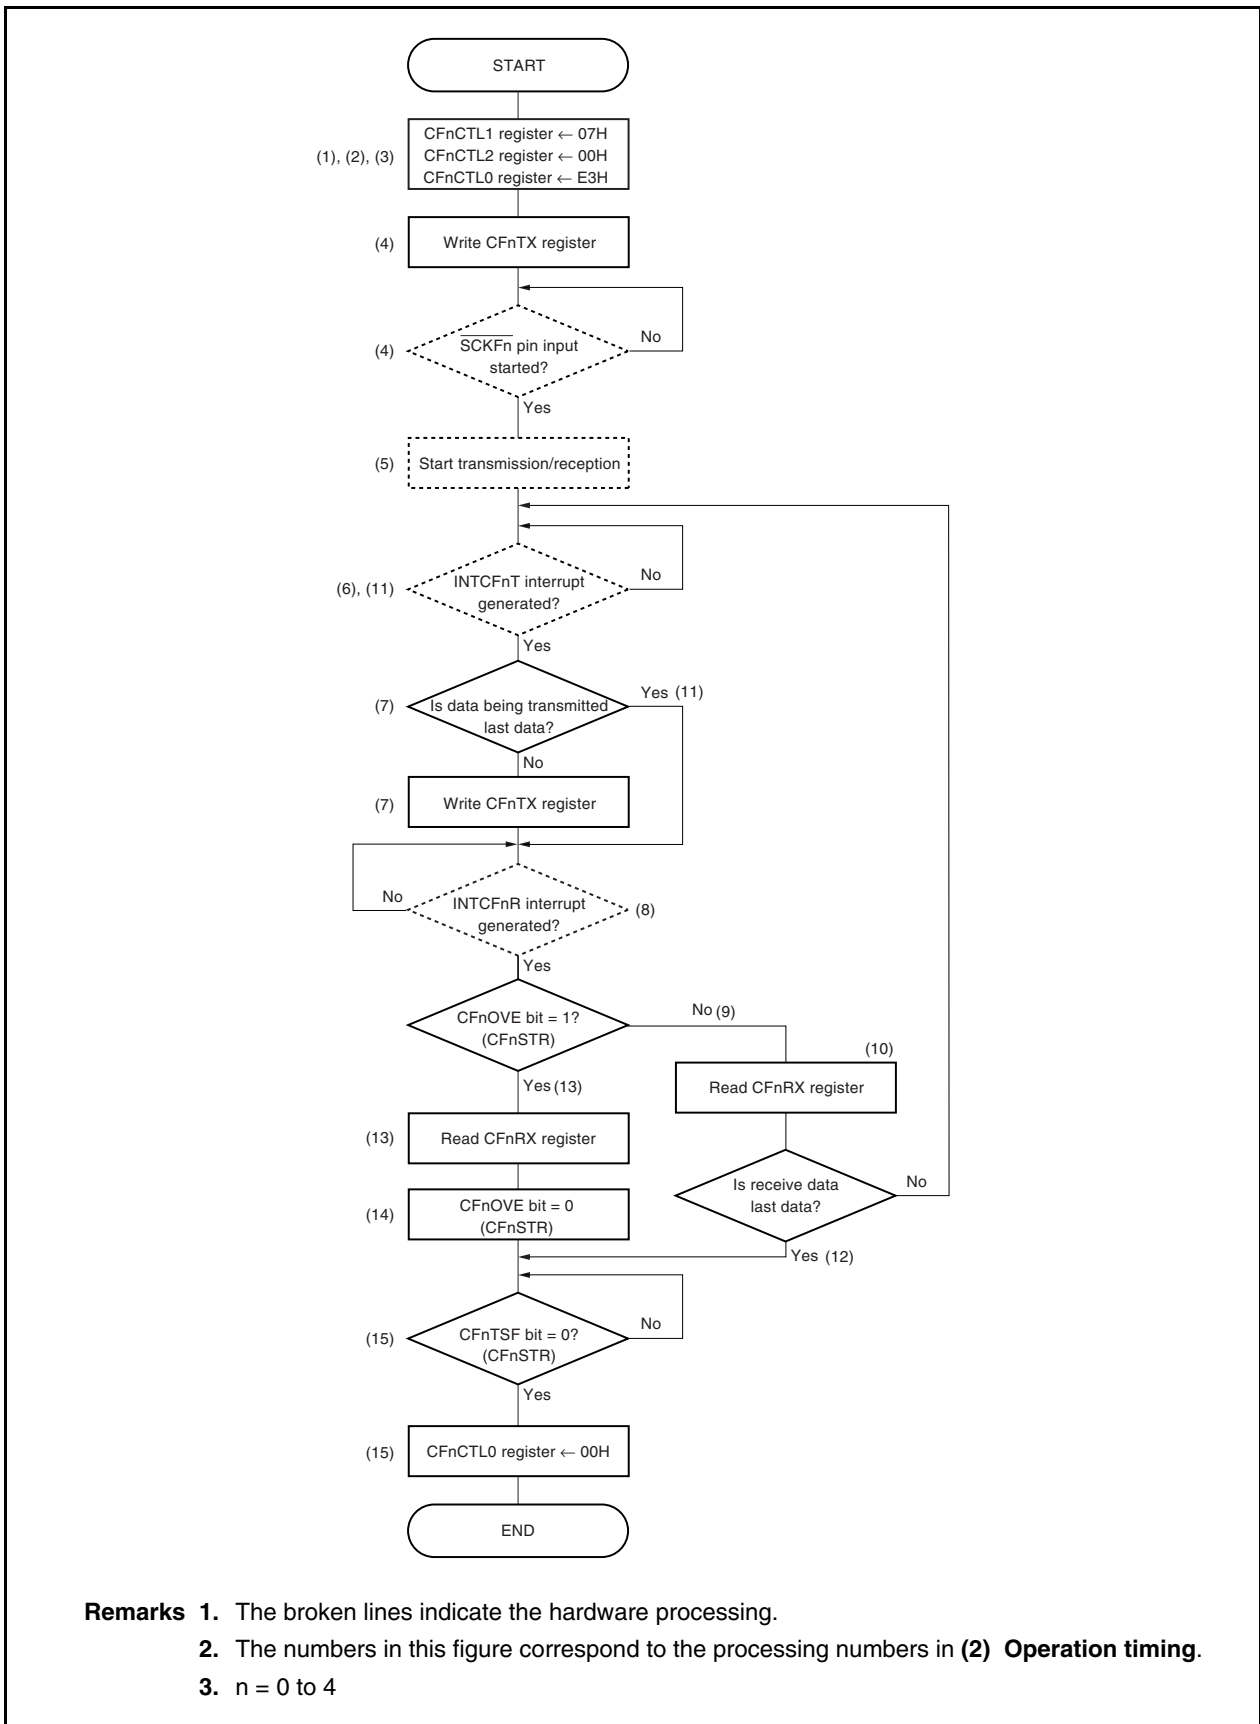 START
CFnCTL1 register ← 07H
(1), (2), (3) CFnCTL2 register ← 00H
CFnCTL0 register ← E3H
(4) Write CFnTX register
No
(4) SCKFn pin input
started?
Yes
(5) Start transmission/reception
No
(6), (11) INTCFnT interrupt
generated?
Yes
Yes (11)
(7) Is data being transmitted
last data?
No
(7) Write CFnTX register
No
INTCFnR interrupt (8)
generated?
Yes
CFnOVE bit = 1?
(CFnSTR)
No (9)
(10)
Read CFnRX register
Yes (13)
(13) Read CFnRX register
Is receive data
last data?
No
(14) CFnOVE bit = 0
(CFnSTR)
Yes (12)
No
(15) CFnTSF bit = 0?
(CFnSTR)
Yes
(15) CFnCTL0 register ← 00H
END
Remarks 1. The broken lines indicate the hardware processing.
2. The numbers in this figure correspond to the processing numbers in (2) Operation timing.
3. n = 0 to 4